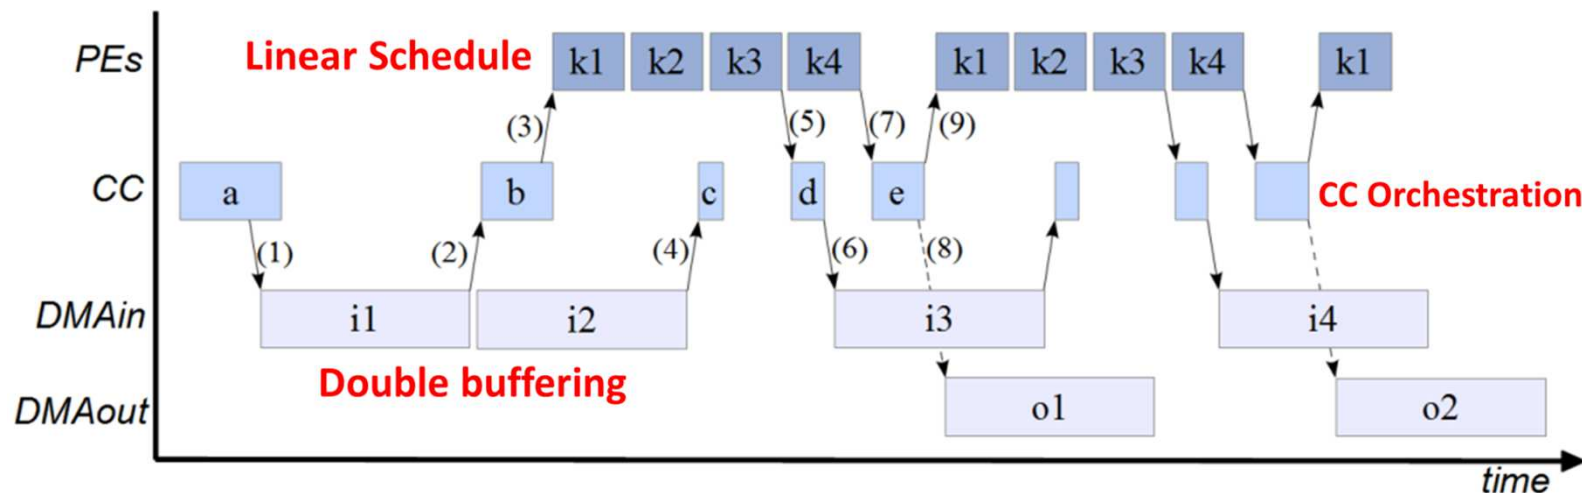 PEs
Linear Schedule
k1 k2 k3 k4 k1 k2 k3 k4 k1
(3) (5) (7) (9)
CC
a b c d e
CC Orchestration
(1) (2) (4) (6) (8)
DMAin
i1 i2 i3 i4
Double buffering
DMAout
o1 o2
time